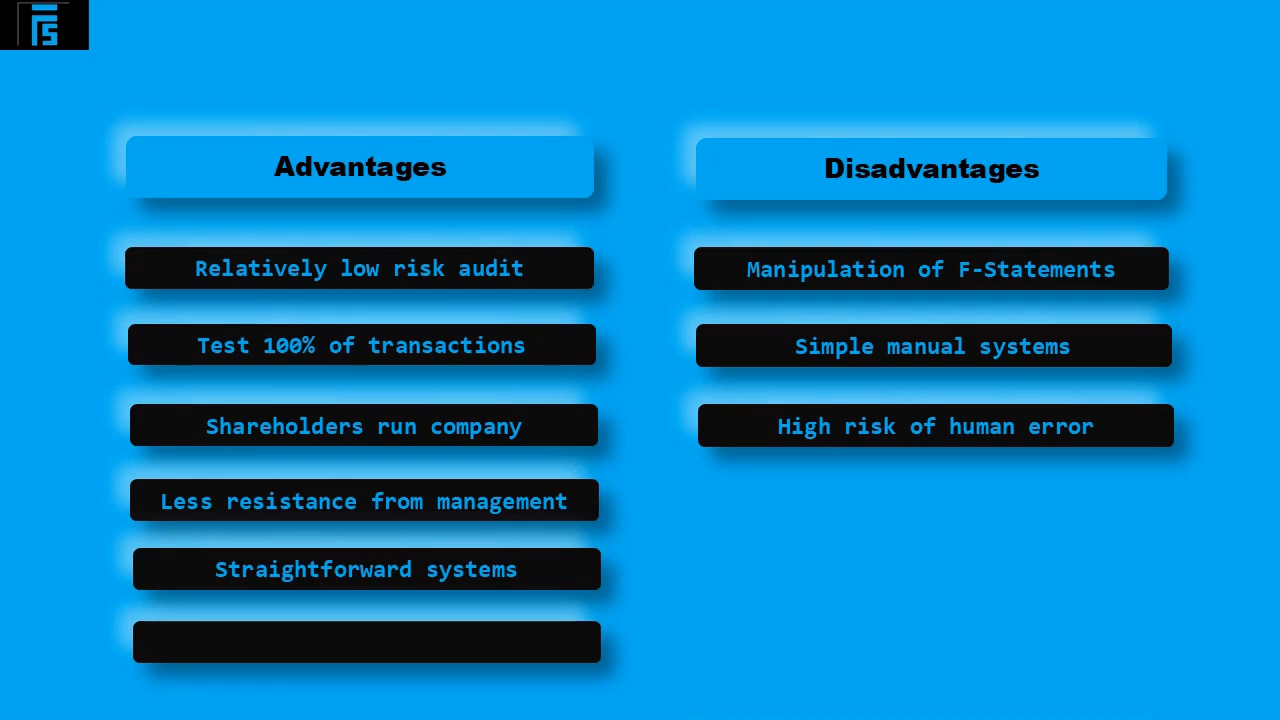 Advantages
Relatively low risk audit
Test 100% of transactions
Shareholders run company
Less resistance from management
Straightforward systems
Disadvantages
Manipulation of F-Statements
Simple manual systems
High risk of human error